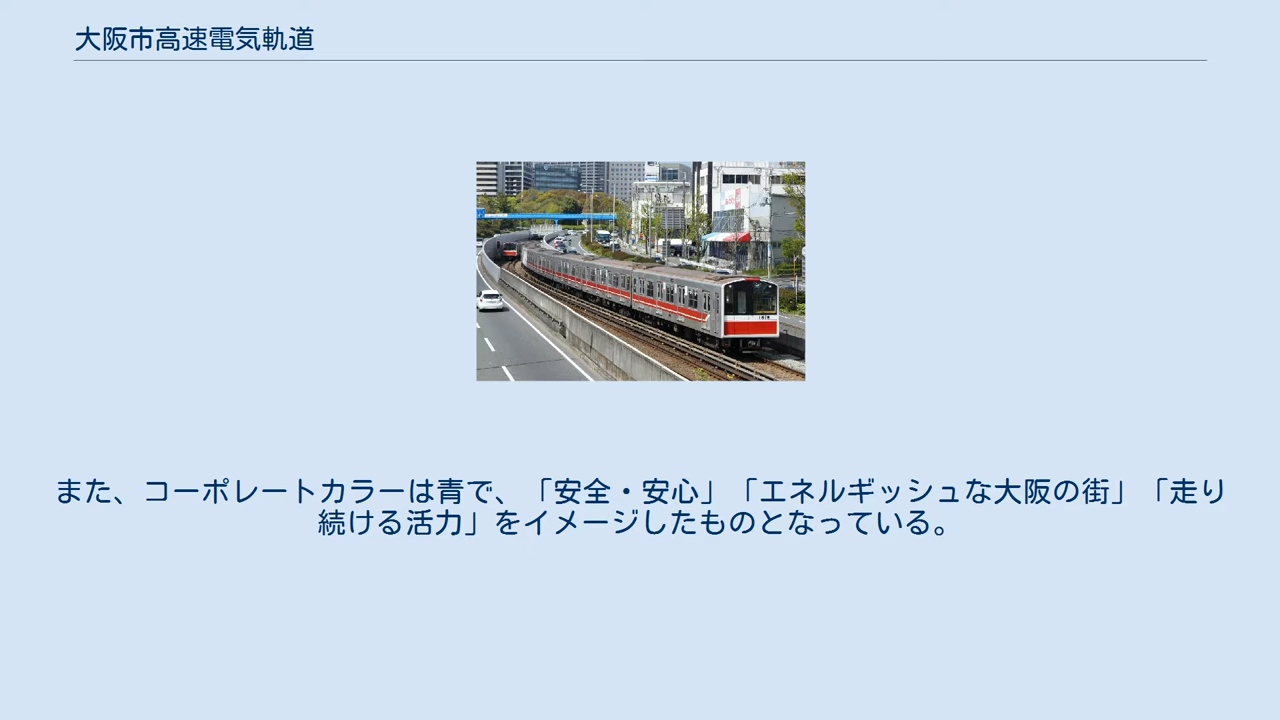 大阪市高速電気軌道
また、コーポレートカラーは青で、「安全・安心」「エネルギッシュな大阪の街」「走り
続ける活力」をイメージしたものとなっている。